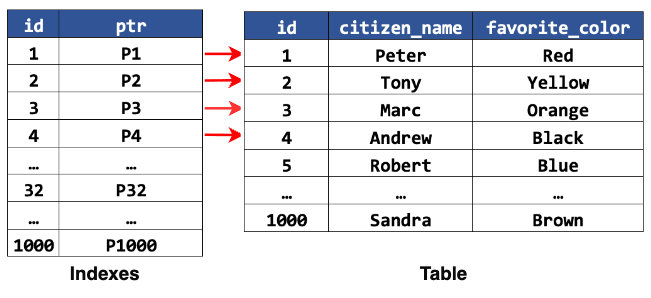 id ptr
1 P1
2 P2
3 P3
4 P4
… …
32 P32
… …
1000 P1000
Indexes
id citizen_name favorite_color
1 Peter Red
2 Tony Yellow
3 Marc Orange
4 Andrew Black
5 Robert Blue
… … …
1000 Sandra Brown
Table